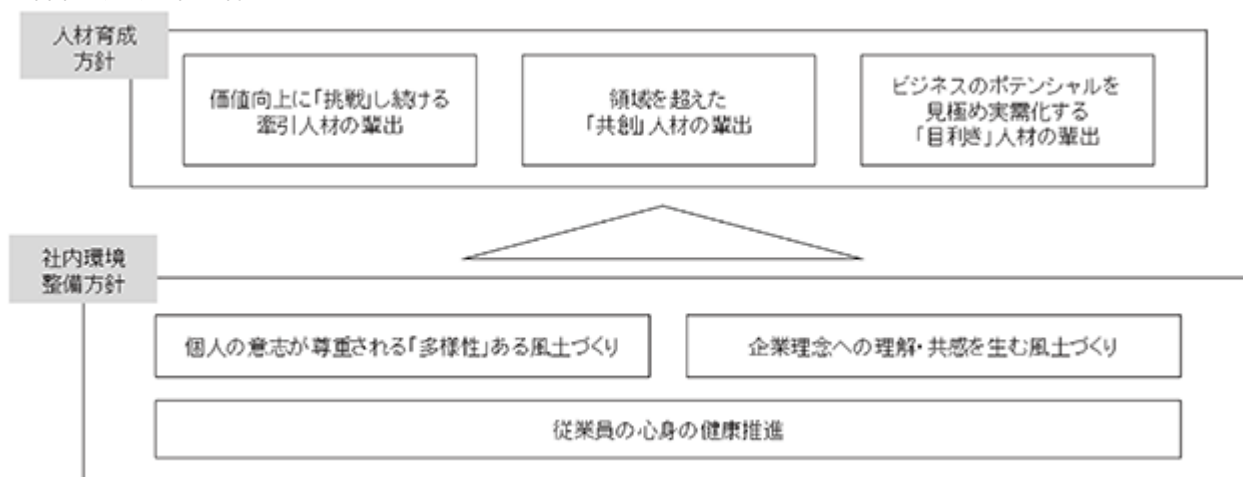 人材育成
方針
価値向上に「挑戦」し続ける
牽引人材の輩出
領域を超えた
「共創」人材の輩出
ビジネスのポテンシャルを
見極め実需化する
「目利き」人材の輩出
社内環境
整備方針
個人の意志が尊重される「多様性」ある風土づくり
企業理念への理解・共感を生む風土づくり
従業員の心身の健康推進